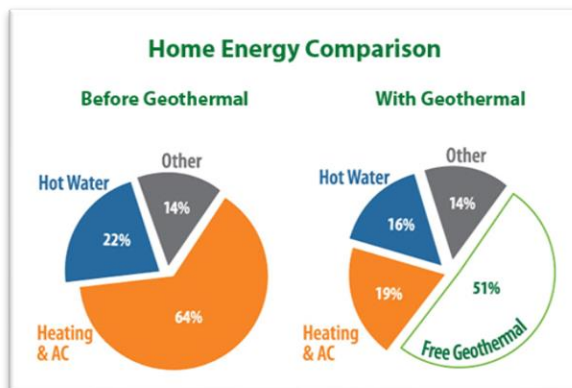 Home Energy Comparison
Before Geothermal
With Geothermal
Other
Hot Water
14%
22%
64%
Heating
& AC
Other
Hot Water
14%
16%
19%
51%
Heating
& AC
Free Geothermal